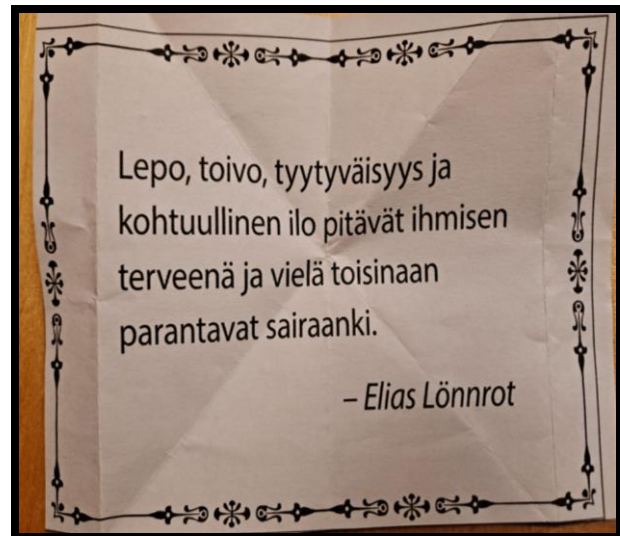 Lepo, toivo, tyytyväisyys ja
kohtuullinen ilo pitävät ihmisen
terveenä ja vielä toisinaan
parantavat sairaanki.
– Elias Lönnrot